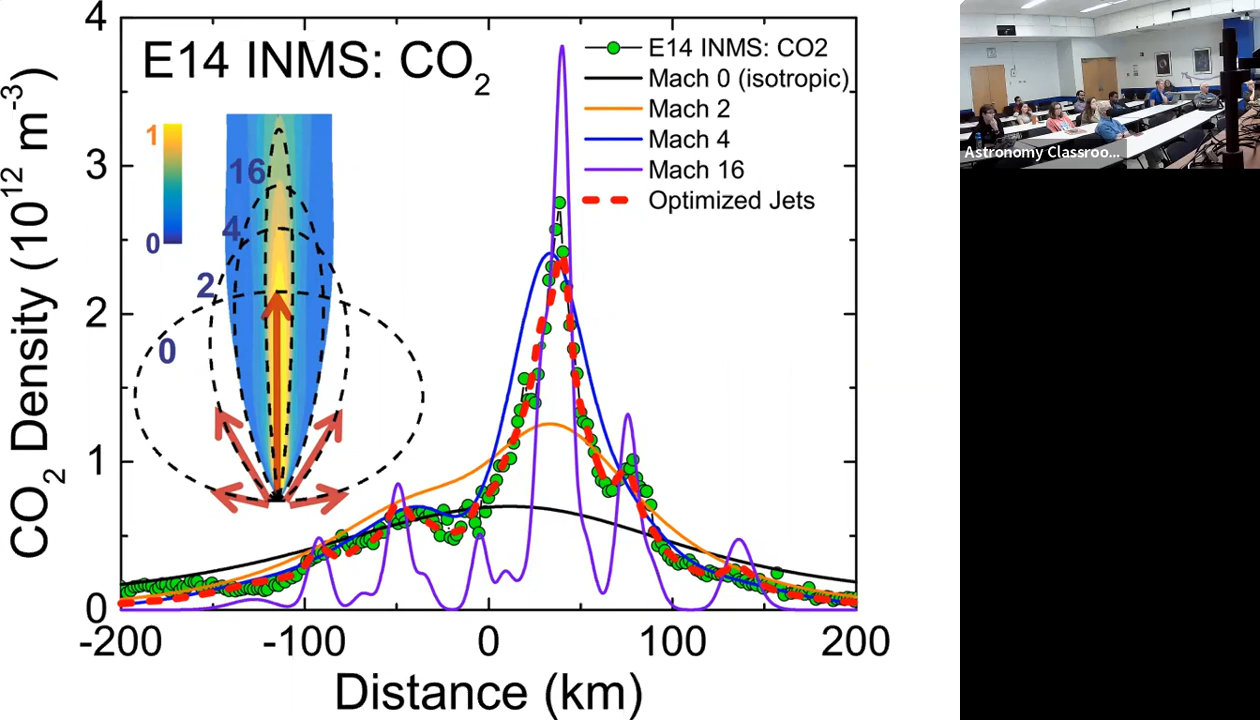 E14 INMS: CO2
E14 INMS: CO2
Mach 0 (isotropic)
Mach 2
Mach 4
Mach 16
Optimized Jets
4
3
2
1
0
CO2 Density (10^12 m^-3)
1
0
16
4
2
0
-200
-100
0
100
200
Distance (km)
Astronomy Classroo...